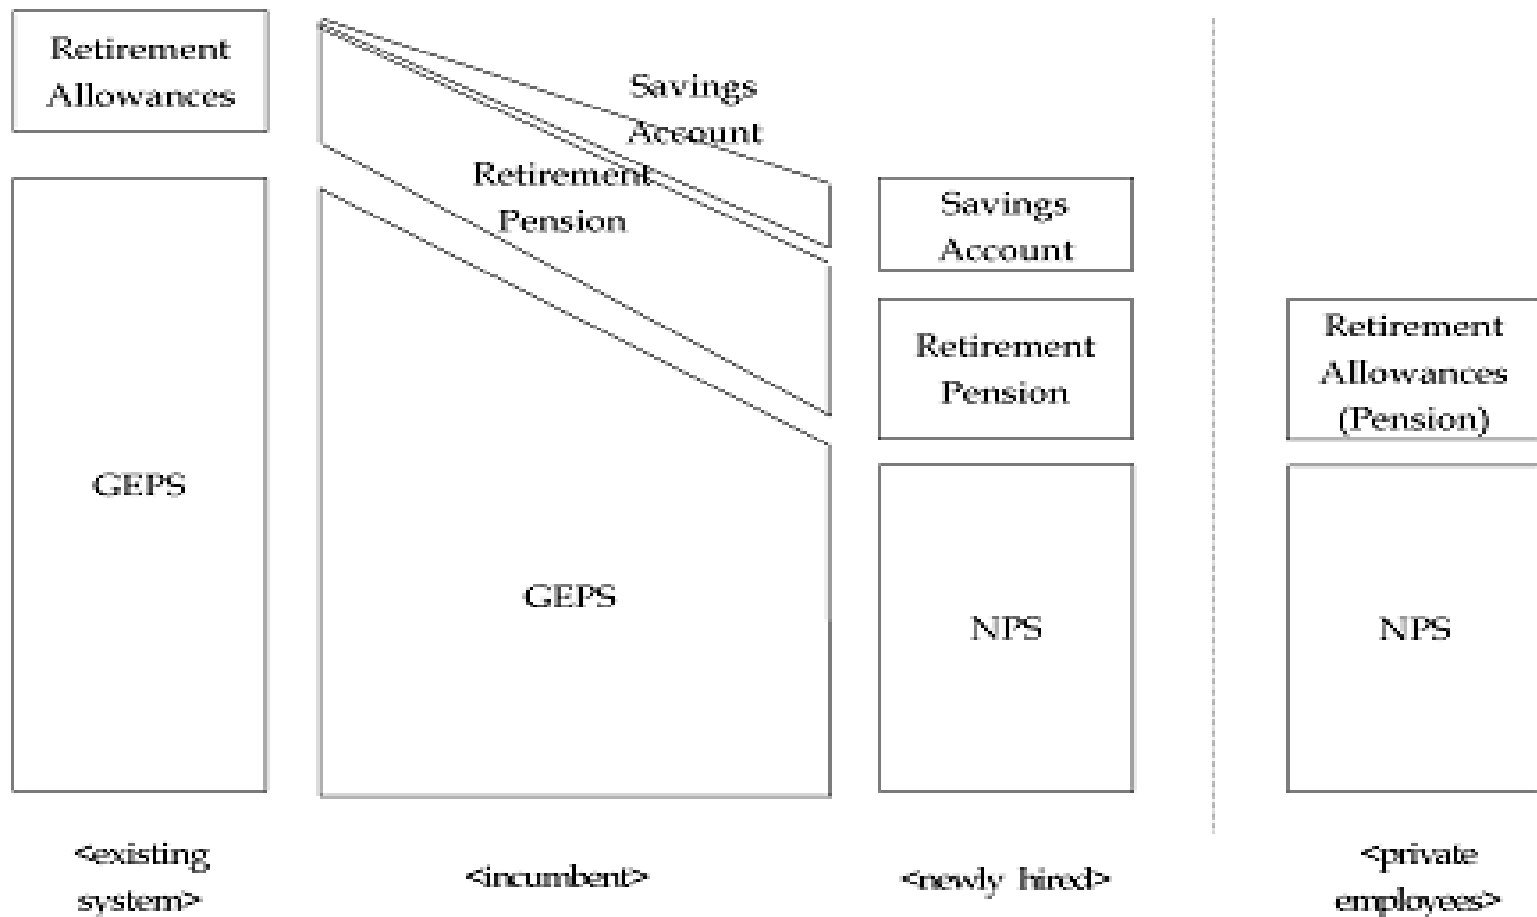 Retirement
Allowances
GEPS
<existing
system>
Savings
Account
Retirement
Pension
GEPS
<incumbent>
Savings
Account
Retirement
Pension
NPS
<newly hired>
Retirement
Allowances
(Pension)
NPS
<private
employees>